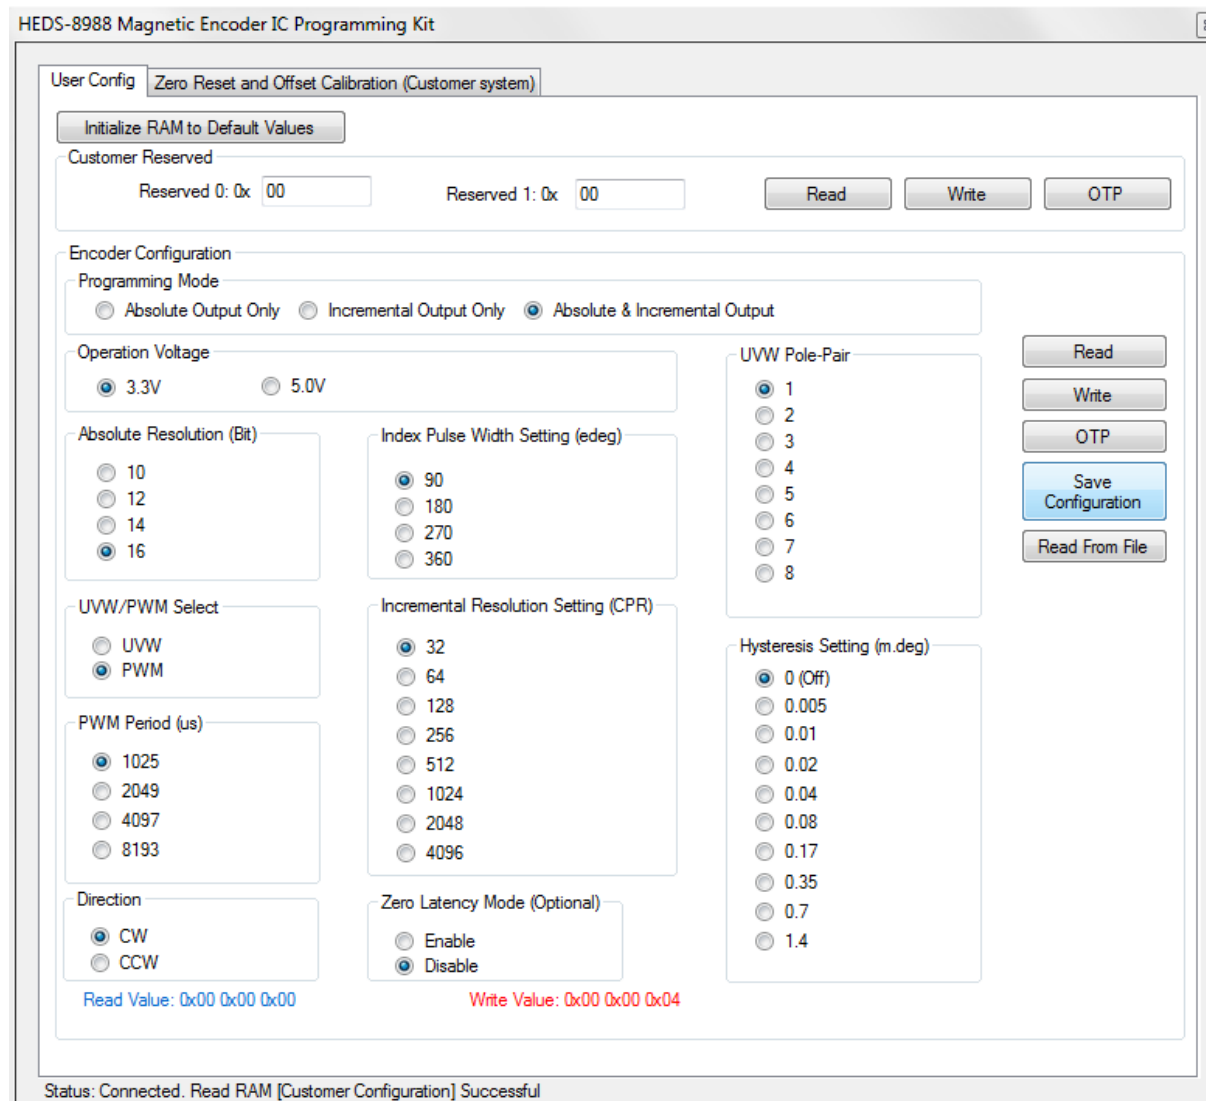 HEDS-8988 Magnetic Encoder IC Programming Kit
User Config
Zero Reset and Offset Calibration (Customer system)
Initialize RAM to Default Values
Customer Reserved
Reserved 0: 0x 00
Reserved 1: 0x 00
Read
Write
OTP
Encoder Configuration
Programming Mode
Absolute Output Only
Incremental Output Only
Absolute & Incremental Output
Operation Voltage
3.3V
5.0V
Absolute Resolution (Bit)
10
12
14
16
UVW/PWM Select
UVW
PWM
PWM Period (us)
1025
2049
4097
8193
Direction
CW
CCW
Index Pulse Width Setting (edeg)
90
180
270
360
Incremental Resolution Setting (CPR)
32
64
128
256
512
1024
2048
4096
Zero Latency Mode (Optional)
Enable
Disable
UVW Pole-Pair
1
2
3
4
5
6
7
8
Hysteresis Setting (m.deg)
0 (Off)
0.005
0.01
0.02
0.04
0.08
0.17
0.35
0.7
1.4
Read
Write
OTP
Save
Configuration
Read From File
Read Value: 0x00 0x00 0x00
Write Value: 0x00 0x00 0x04
Status: Connected. Read RAM [Customer Configuration] Successful